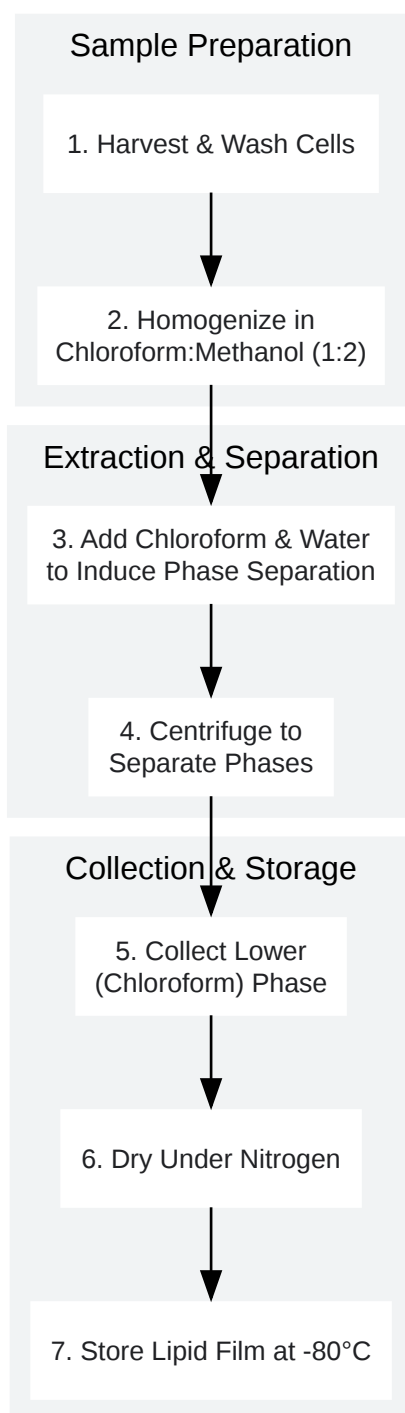 Sample Preparation
1. Harvest & Wash Cells
2. Homogenize in
Chloroform:Methanol (1:2)
Extraction & Separation
3. Add Chloroform & Water
to Induce Phase Separation
4. Centrifuge to
Separate Phases
Collection & Storage
5. Collect Lower
(Chloroform) Phase
6. Dry Under Nitrogen
7. Store Lipid Film at -80°C